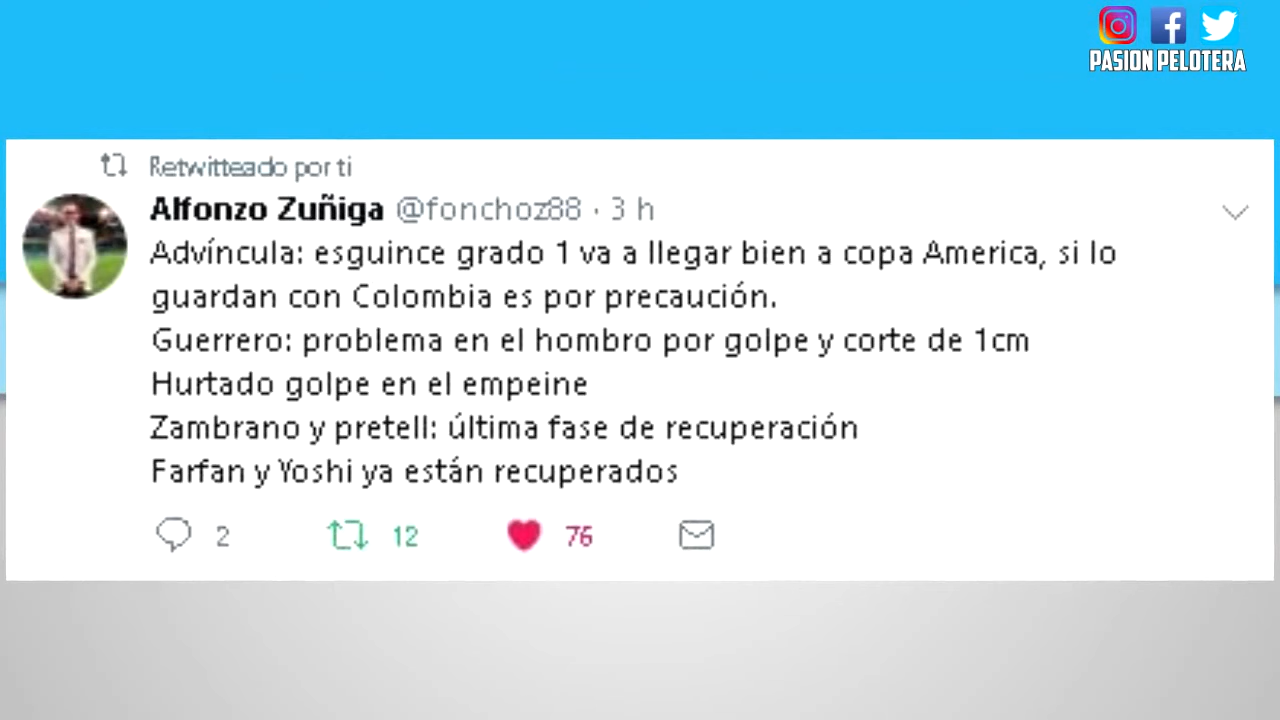 PASION PELOTERA
Retwitteado por ti
Alfonzo Zuñiga @fonchoz88 · 3 h
Advíncula: esguince grado 1 va a llegar bien a copa America, si lo
guardan con Colombia es por precaución.
Guerrero: problema en el hombro por golpe y corte de 1cm
Hurtado golpe en el empeine
Zambrano y pretell: última fase de recuperación
Farfan y Yoshi ya están recuperados
2 12 76